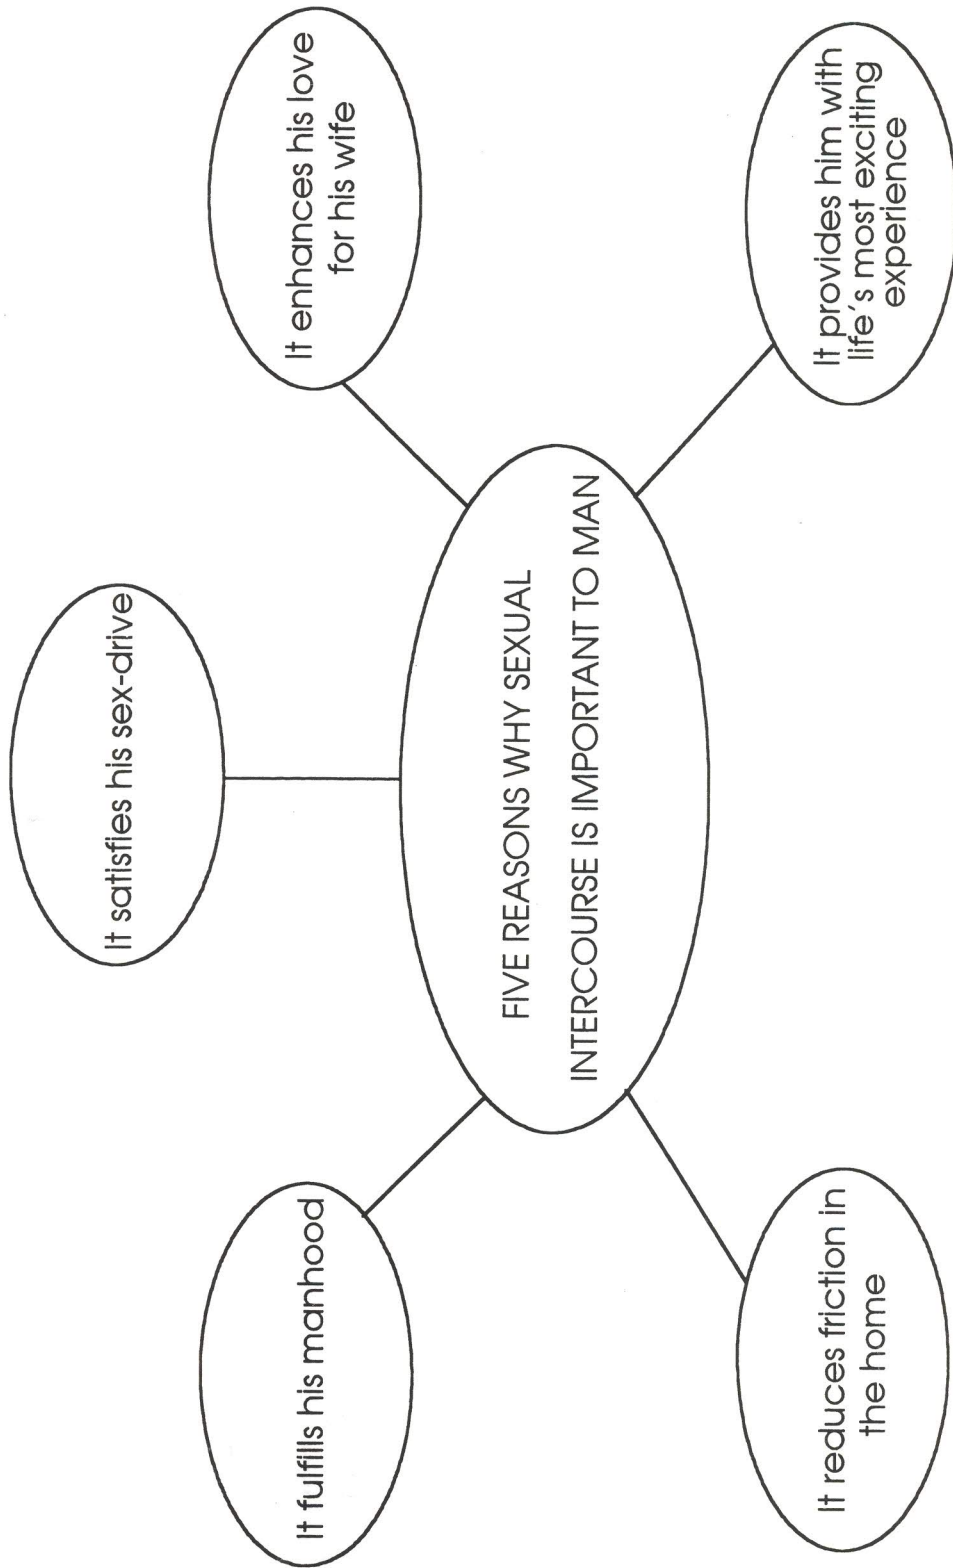 It satisfies his sex-drive
It fulfills his manhood
It enhances his love
for his wife
FIVE REASONS WHY SEXUAL
INTERCOURSE IS IMPORTANT TO MAN
It reduces friction in
the home
It provides him with
life's most exciting
experience